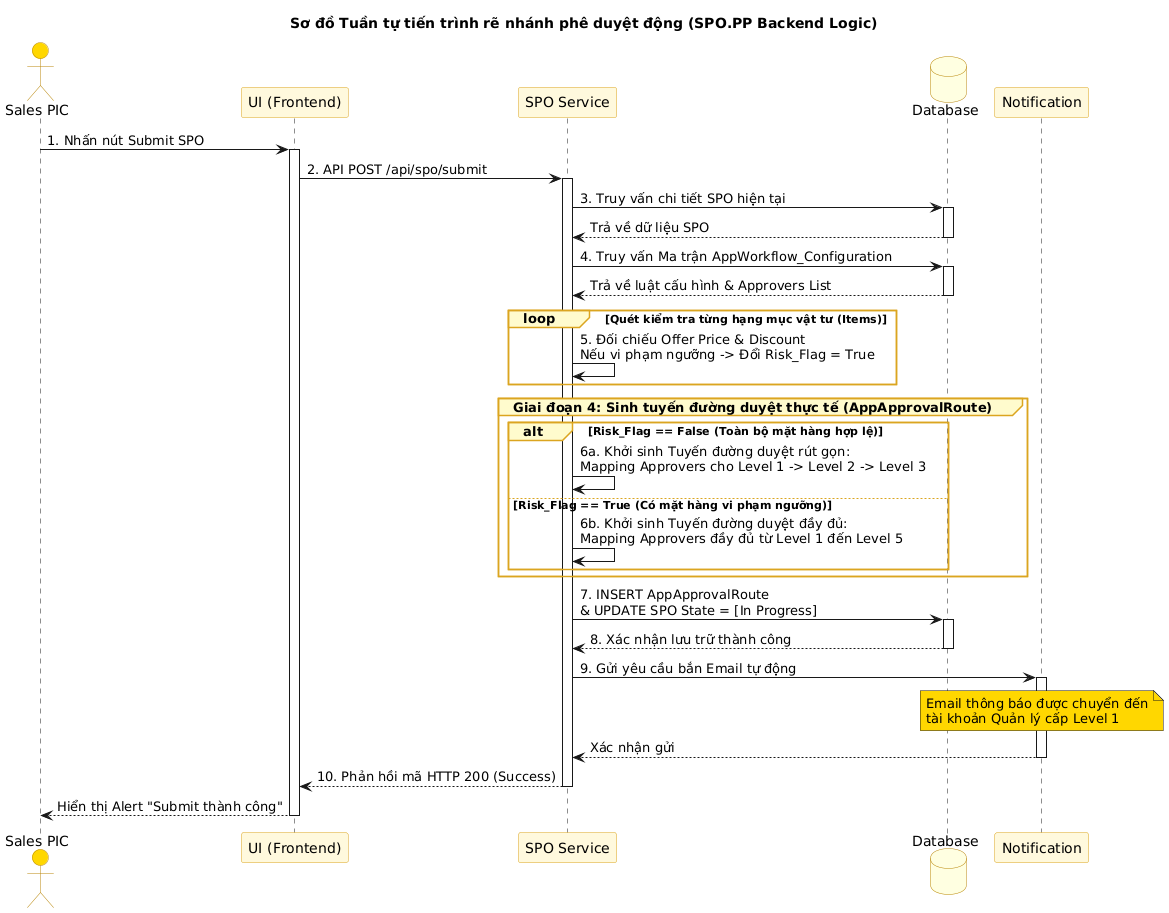 Sơ đồ Tuần tự tiến trình rẽ nhánh phê duyệt động (SPO.PP Backend Logic)
Sales PIC
UI (Frontend)
SPO Service
Database
Notification
1. Nhấn nút Submit SPO
2. API POST /api/spo/submit
3. Truy vấn chi tiết SPO hiện tại
Trả về dữ liệu SPO
4. Truy vấn Ma trận AppWorkflow_Configuration
Trả về luật cấu hình & Approvers List
loop
[Quét kiểm tra từng hạng mục vật tư (Items)]
5. Đối chiếu Offer Price & Discount
Nếu vi phạm ngưỡng -> Đổi Risk_Flag = True
Giai đoạn 4: Sinh tuyến đường duyệt thực tế (AppApprovalRoute)
alt
[Risk_Flag == False (Toàn bộ mặt hàng hợp lệ)]
6a. Khởi sinh Tuyến đường duyệt rút gọn:
Mapping Approvers cho Level 1 -> Level 2 -> Level 3
[Risk_Flag == True (Có mặt hàng vi phạm ngưỡng)]
6b. Khởi sinh Tuyến đường duyệt đầy đủ:
Mapping Approvers đầy đủ từ Level 1 đến Level 5
7. INSERT AppApprovalRoute
& UPDATE SPO State = [In Progress]
8. Xác nhận lưu trữ thành công
9. Gửi yêu cầu bắn Email tự động
Email thông báo được chuyển đến
tài khoản Quản lý cấp Level 1
Xác nhận gửi
10. Phản hồi mã HTTP 200 (Success)
Hiển thị Alert "Submit thành công"
Sales PIC
UI (Frontend)
SPO Service
Database
Notification